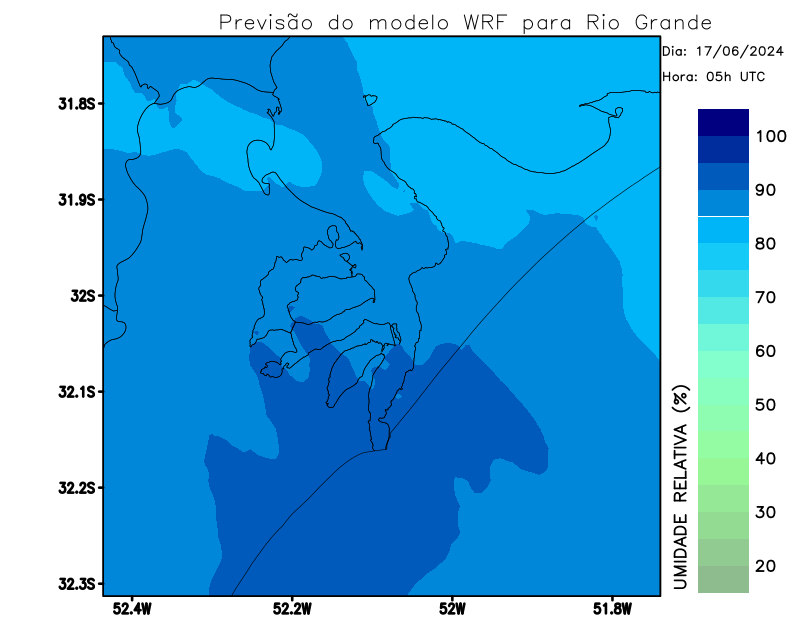 Previsão do modelo WRF para Rio Grande
Dia: 17/06/2024
Hora: 05h UTC
31.8S
31.9S
32S
32.1S
32.2S
32.3S
52.4W
52.2W
52W
51.8W
UMIDADE RELATIVA (%)
100
90
80
70
60
50
40
30
20